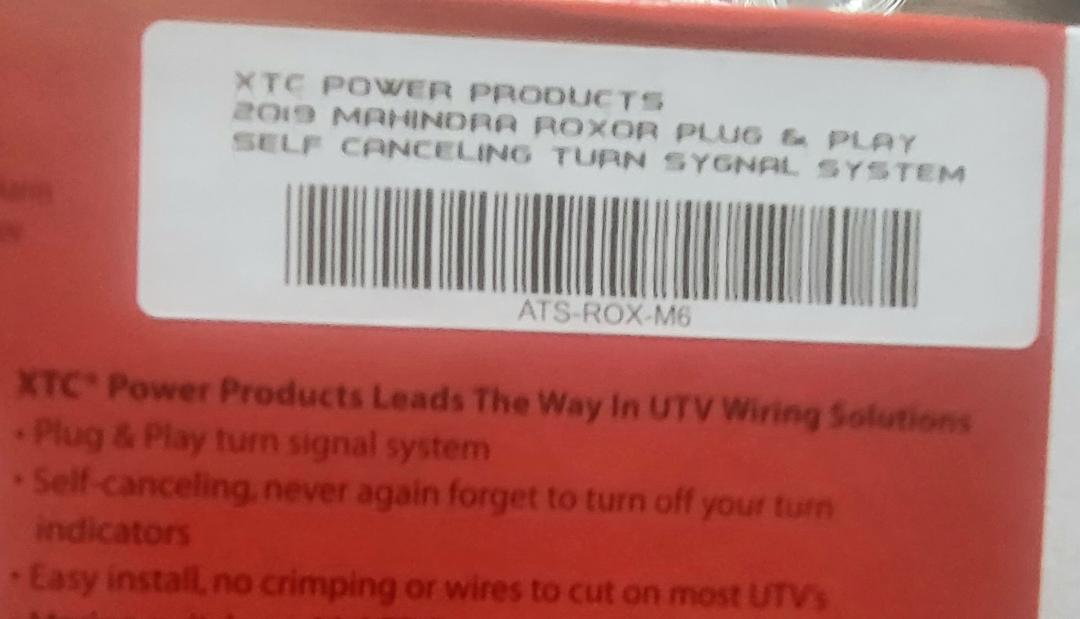 XTC POWER PRODUCTS
2019 MAHINDRA ROXOR PLUG & PLAY
SELF CANCELING TURN SYGNAL SYSTEM
ATS-ROX-M6
XTC® Power Products Leads The Way In UTV Wiring Solutions
• Plug & Play turn signal system
• Self-canceling, never again forget to turn off your turn
indicators
• Easy install, no crimping or wires to cut on most UTV's